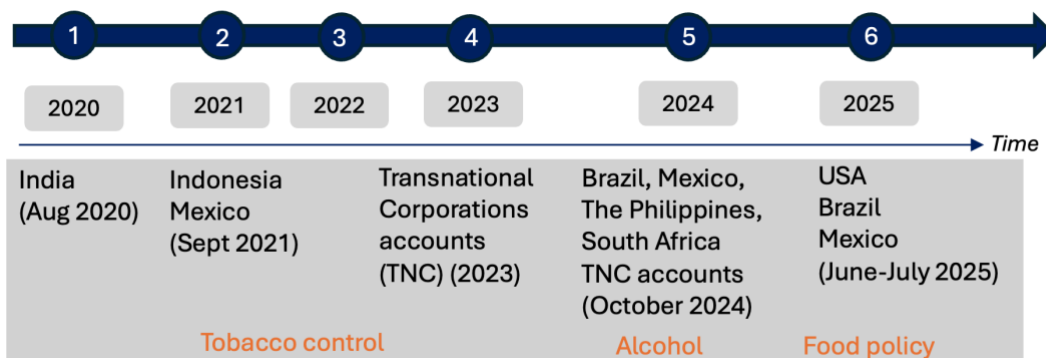 1 2 3 4 5 6
2020 2021 2022 2023 2024 2025
Time
India
(Aug 2020)
Indonesia
Mexico
(Sept 2021)
Transnational
Corporations
accounts
(TNC) (2023)
Brazil, Mexico,
The Philippines,
South Africa
TNC accounts
(October 2024)
USA
Brazil
Mexico
(June-July 2025)
Tobacco control
Alcohol
Food policy